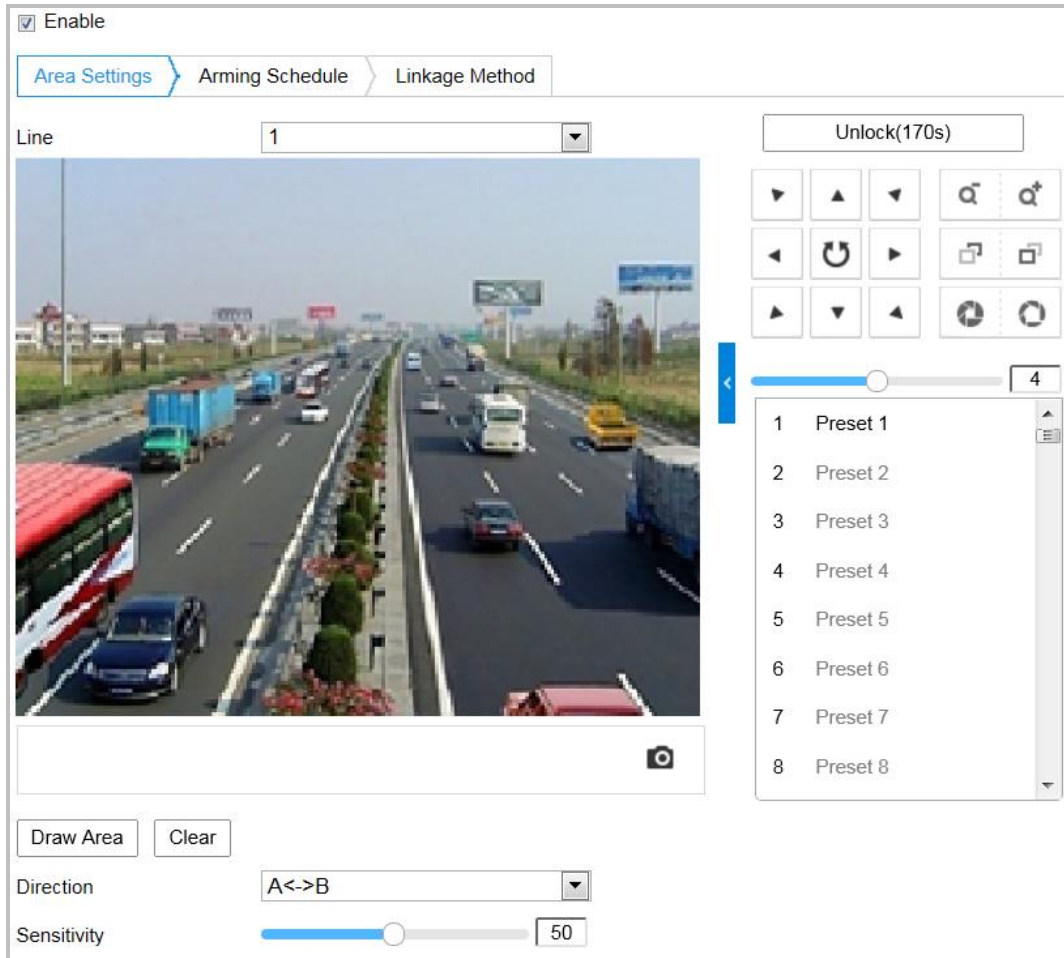 Enable
Area Settings
Arming Schedule
Linkage Method
Line
1
Unlock(170s)
4
1 Preset 1
2 Preset 2
3 Preset 3
4 Preset 4
5 Preset 5
6 Preset 6
7 Preset 7
8 Preset 8
Draw Area
Clear
Direction
A<->B
Sensitivity
50